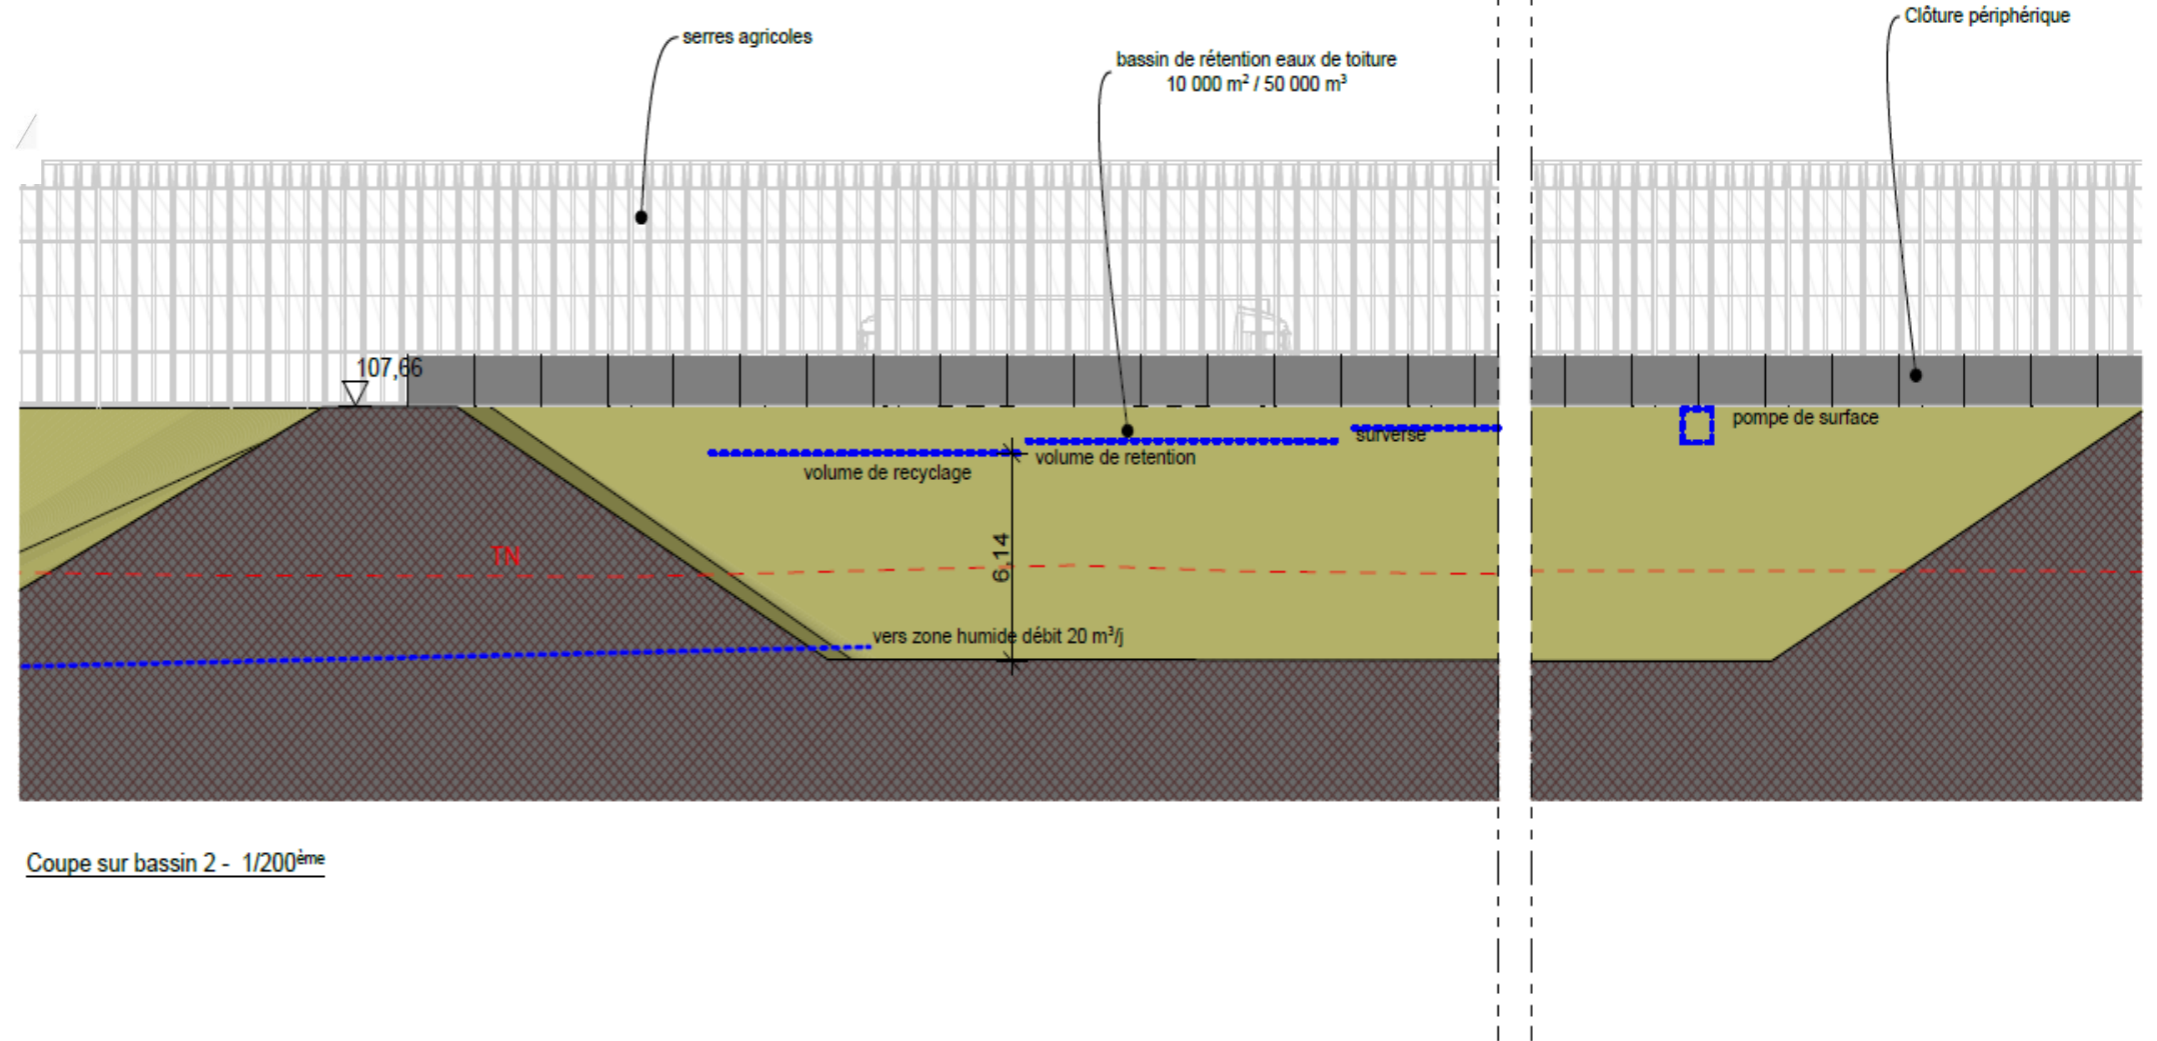 Clôture périphérique
serres agricoles
bassin de rétention eaux de toiture
10 000 m² / 50 000 m³
107,66
pompe de surface
surverse
volume de retention
volume de recyclage
TN
6,14
vers zone humide débit 20 m³/j
Coupe sur bassin 2 - 1/200ème